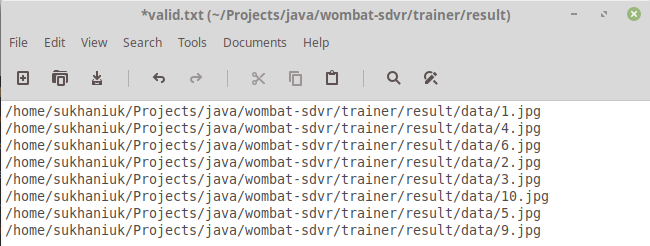 *valid.txt (~/Projects/java/wombat-sdvr/trainer/result)
File Edit View Search Tools Documents Help
/home/sukhaniuk/Projects/java/wombat-sdvr/trainer/result/data/1.jpg
/home/sukhaniuk/Projects/java/wombat-sdvr/trainer/result/data/4.jpg
/home/sukhaniuk/Projects/java/wombat-sdvr/trainer/result/data/6.jpg
/home/sukhaniuk/Projects/java/wombat-sdvr/trainer/result/data/2.jpg
/home/sukhaniuk/Projects/java/wombat-sdvr/trainer/result/data/3.jpg
/home/sukhaniuk/Projects/java/wombat-sdvr/trainer/result/data/10.jpg
/home/sukhaniuk/Projects/java/wombat-sdvr/trainer/result/data/5.jpg
/home/sukhaniuk/Projects/java/wombat-sdvr/trainer/result/data/9.jpg